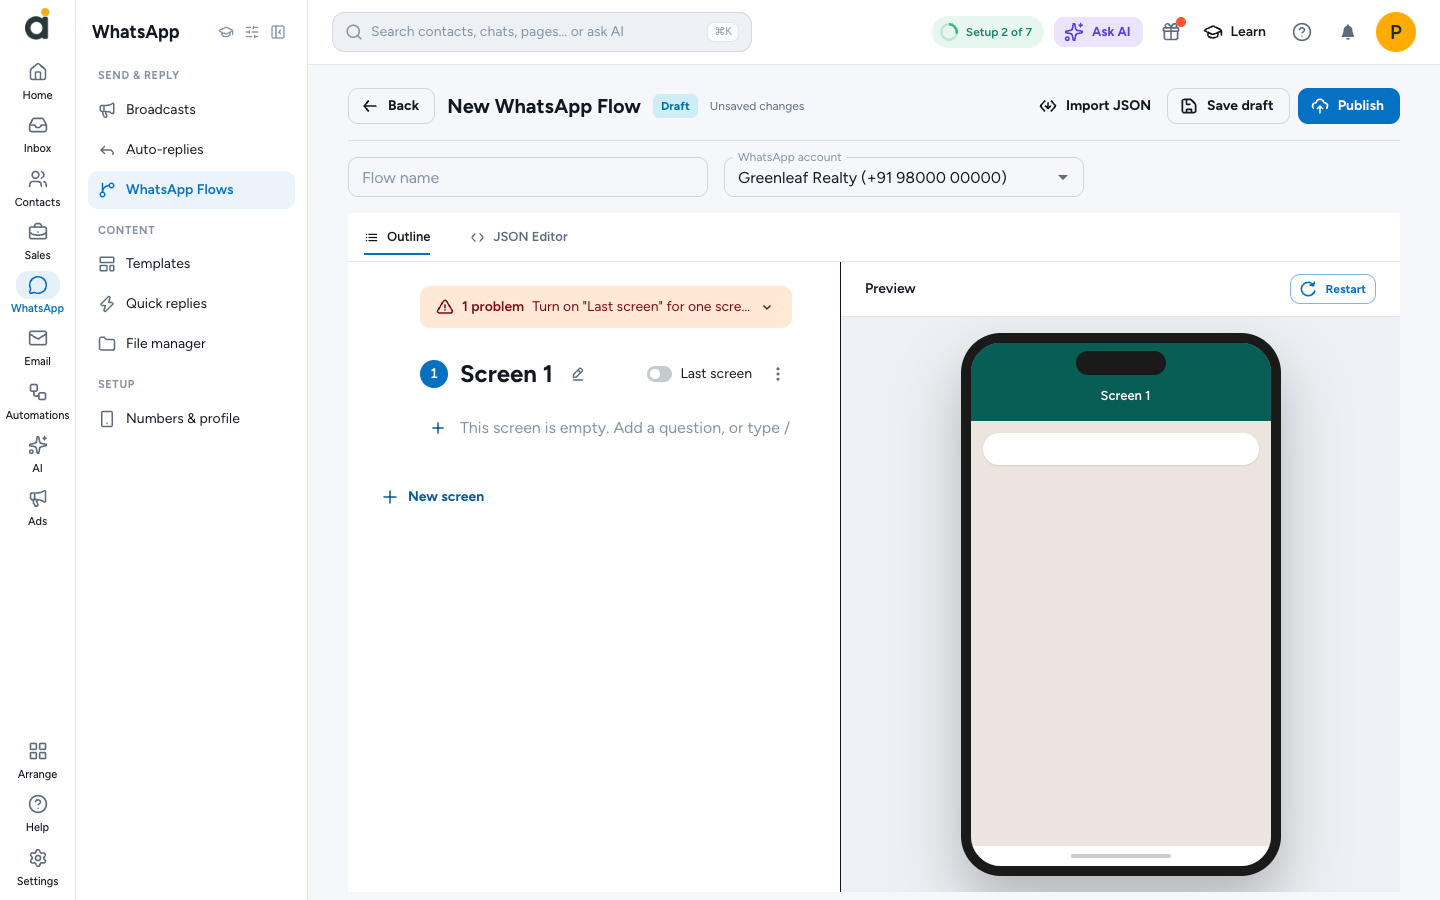 WhatsApp
Search contacts, chats, pages... or ask AI
⌘K
Setup 2 of 7
Ask AI
Learn
P
Home
Inbox
Contacts
Sales
WhatsApp
Email
Automations
AI
Ads
Arrange
Help
Settings
SEND & REPLY
Broadcasts
Auto-replies
WhatsApp Flows
CONTENT
Templates
Quick replies
File manager
SETUP
Numbers & profile
Back
New WhatsApp Flow
Draft
Unsaved changes
Import JSON
Save draft
Publish
Flow name
WhatsApp account
Greenleaf Realty (+91 98000 00000)
Outline
JSON Editor
1 problem Turn on "Last screen" for one scre...
1
Screen 1
Last screen
This screen is empty. Add a question, or type /
New screen
Preview
Restart
Screen 1